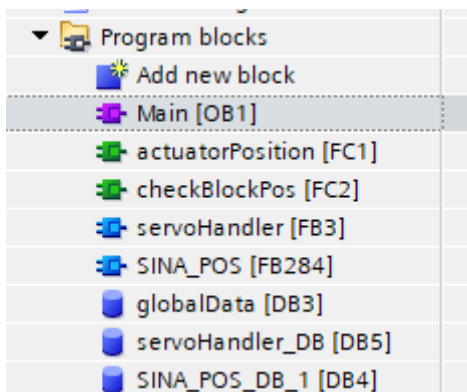 Program blocks
Add new block
Main [OB1]
actuatorPosition [FC1]
checkBlockPos [FC2]
servoHandler [FB3]
SINA_POS [FB284]
globalData [DB3]
servoHandler_DB [DB5]
SINA_POS_DB_1 [DB4]